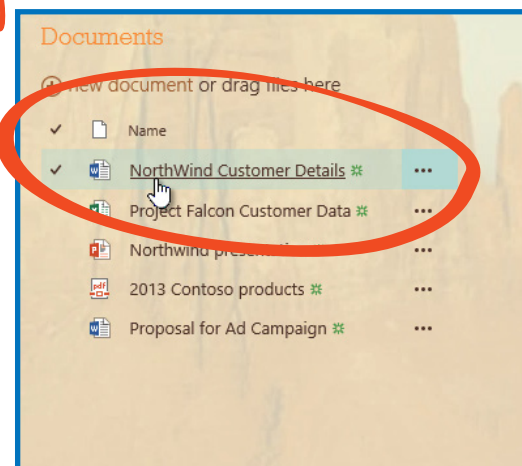 Documents
new document or drag files here
Name
NorthWind Customer Details
Project Falcon Customer Data
Northwind presentation
2013 Contoso products
pdf
Proposal for Ad Campaign